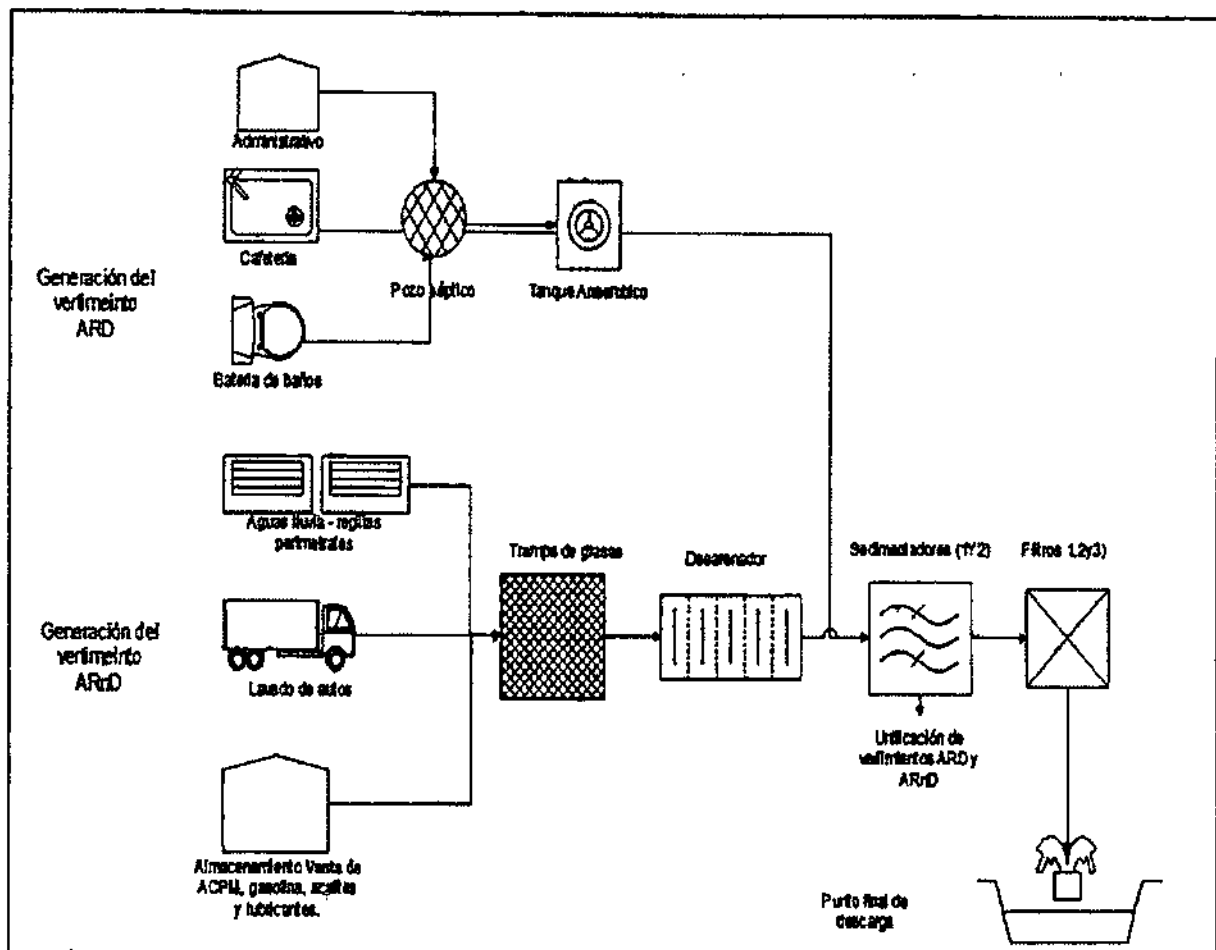 Administrativo
Cafetería
Generación del
vertimeinto
ARD
Pozo séptico
Tanque Anaeróbico
Batería de baños
Aguas lluvia - rejillas
perimetrales
Trampa de grasas
Desarenador
Sedimentadores (1Y2)
Filtros 1,2y3)
Generación del
vertimeinto
ARnD
Lavado de autos
Unificación de
vertimientos ARD y
ARnD
Almacenamiento Venta de
ACPM, gasolina, aceites
y lubricantes.
Punto final de
descarga